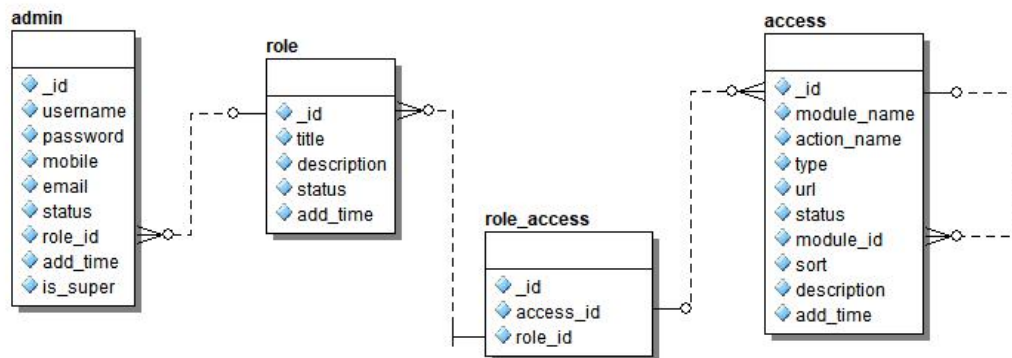 admin
_id
username
password
mobile
email
status
role_id
add_time
is_super
role
_id
title
description
status
add_time
role_access
_id
access_id
role_id
access
_id
module_name
action_name
type
url
status
module_id
sort
description
add_time